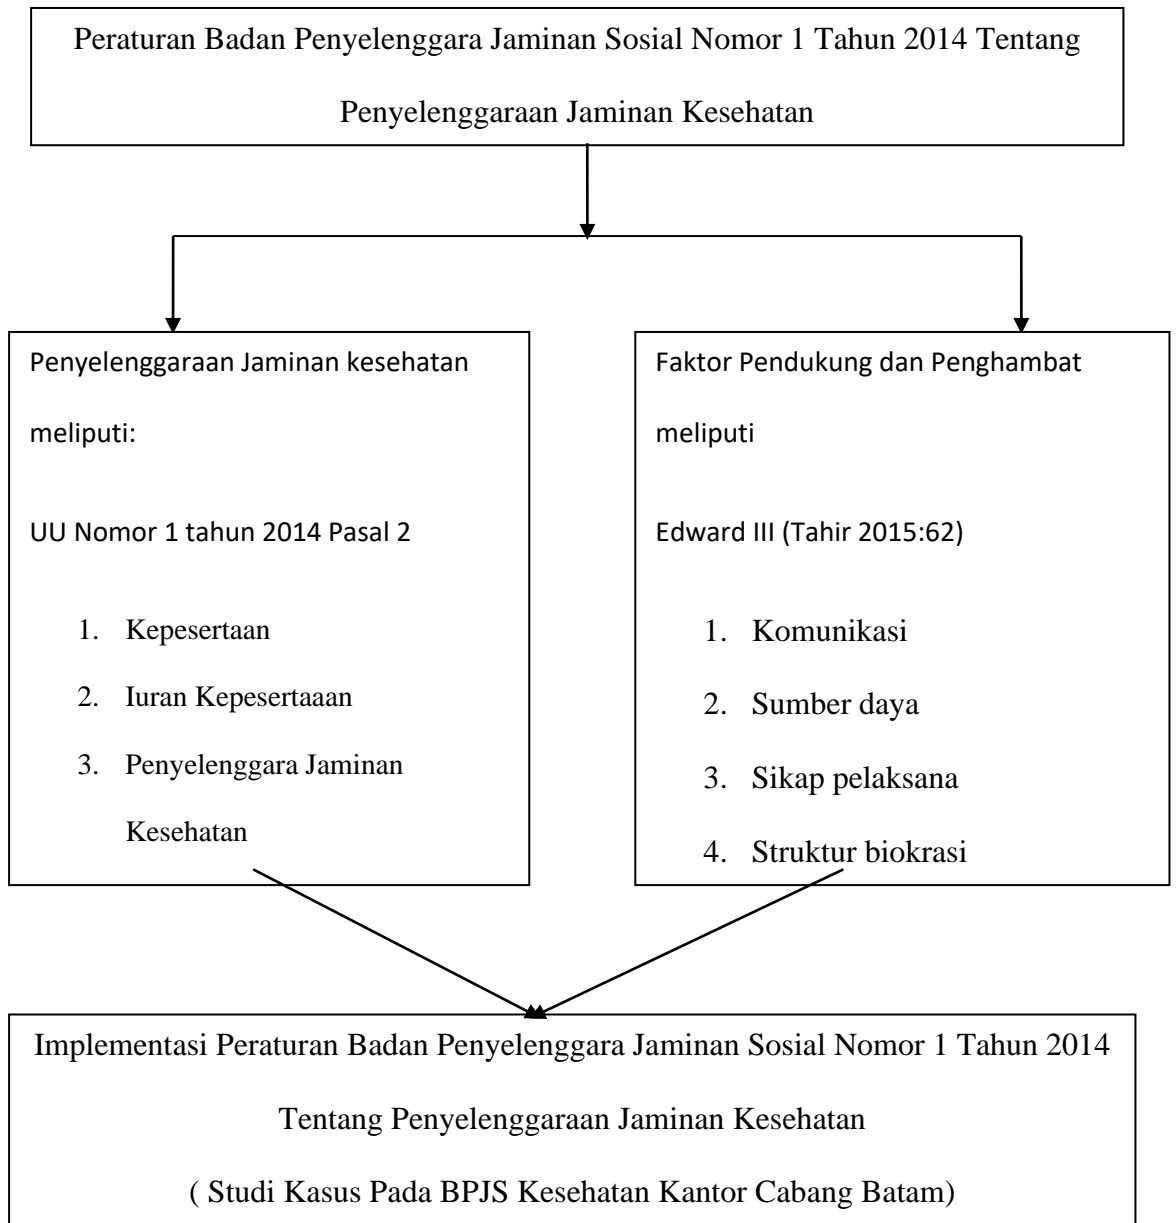 Peraturan Badan Penyelenggara Jaminan Sosial Nomor 1 Tahun 2014 Tentang
Penyelenggaraan Jaminan Kesehatan
Penyelenggaraan Jaminan kesehatan
meliputi:
UU Nomor 1 tahun 2014 Pasal 2
1. Kepesertaan
2. Iuran Kepesertaaan
3. Penyelenggara Jaminan
Kesehatan
Faktor Pendukung dan Penghambat
meliputi
Edward III (Tahir 2015:62)
1. Komunikasi
2. Sumber daya
3. Sikap pelaksana
4. Struktur biokrasi
Implementasi Peraturan Badan Penyelenggara Jaminan Sosial Nomor 1 Tahun 2014
Tentang Penyelenggaraan Jaminan Kesehatan
( Studi Kasus Pada BPJS Kesehatan Kantor Cabang Batam)